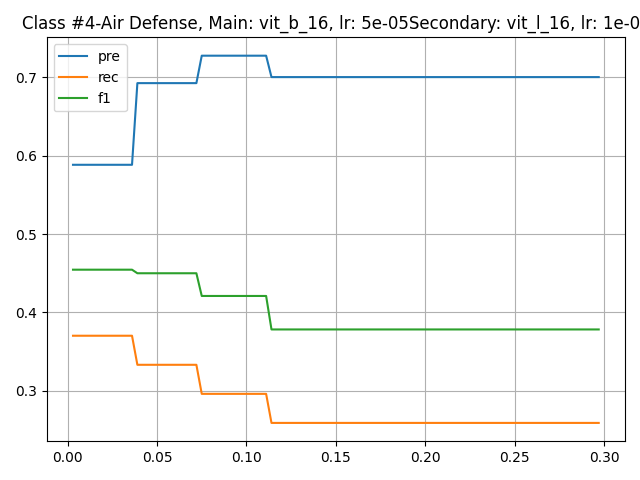 Class #4-Air Defense, Main: vit_b_16, lr: 5e-05Secondary: vit_l_16, lr: 1e-0
pre
rec
f1
0.7
0.6
0.5
0.4
0.3
0.00 0.05 0.10 0.15 0.20 0.25 0.30